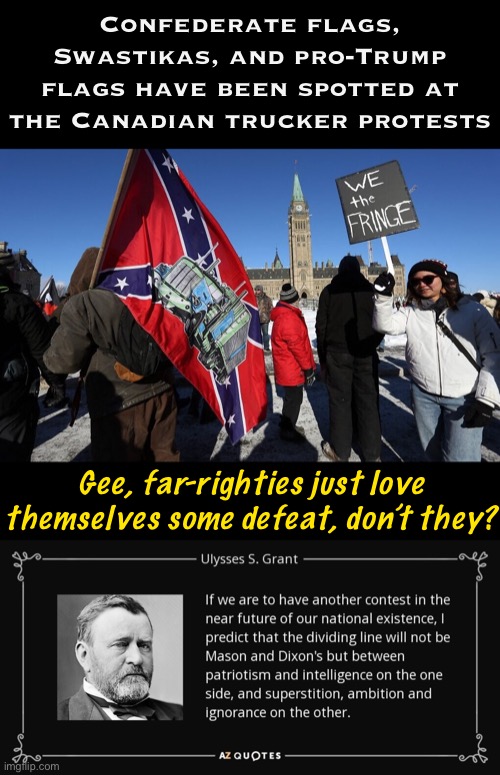 Confederate flags,
Swastikas, and pro-Trump
flags have been spotted at
the Canadian trucker protests
WE
the
FRINGE
Gee, far-righties just love
themselves some defeat, don't they?
Ulysses S. Grant
If we are to have another contest in the
near future of our national existence, I
predict that the dividing line will not be
Mason and Dixon's but between
patriotism and intelligence on the one
side, and superstition, ambition and
ignorance on the other.
AZ QUOTES
imgflip.com